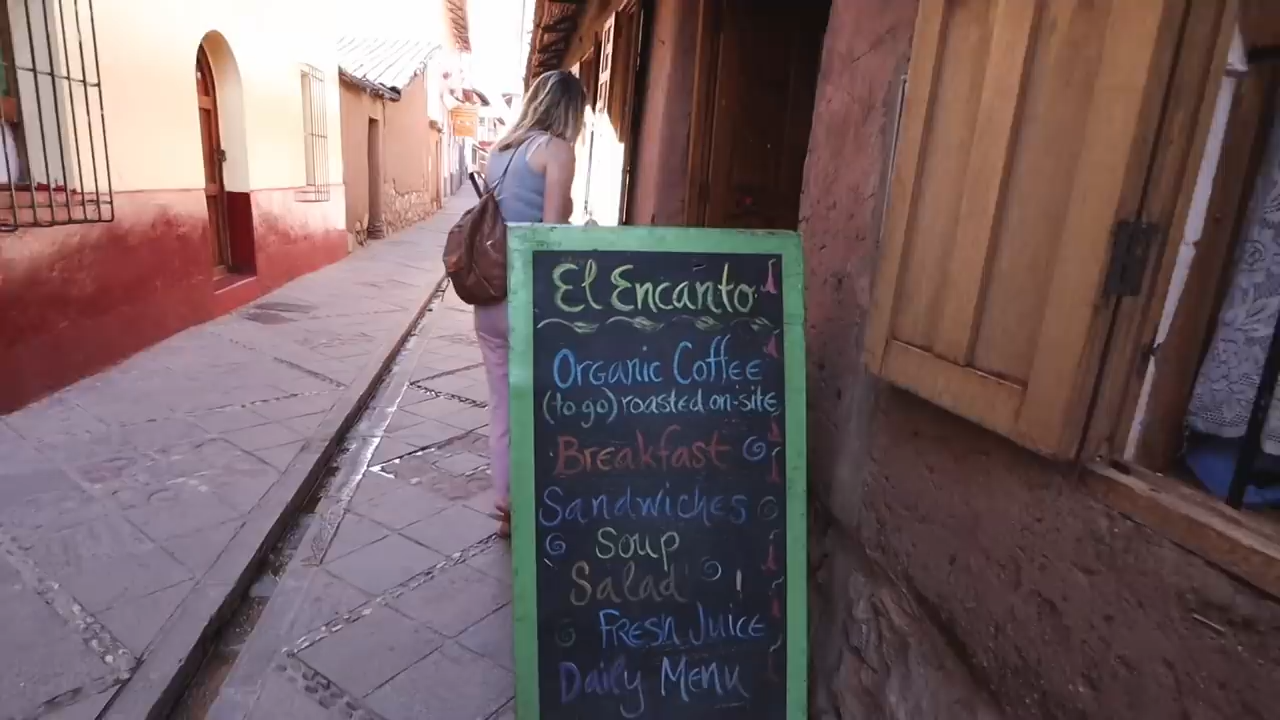 El Encanto
Organic Coffee
(to go) roasted on-site
Breakfast
Sandwiches
Soup
Salad
Fresh Juice
Daily Menu